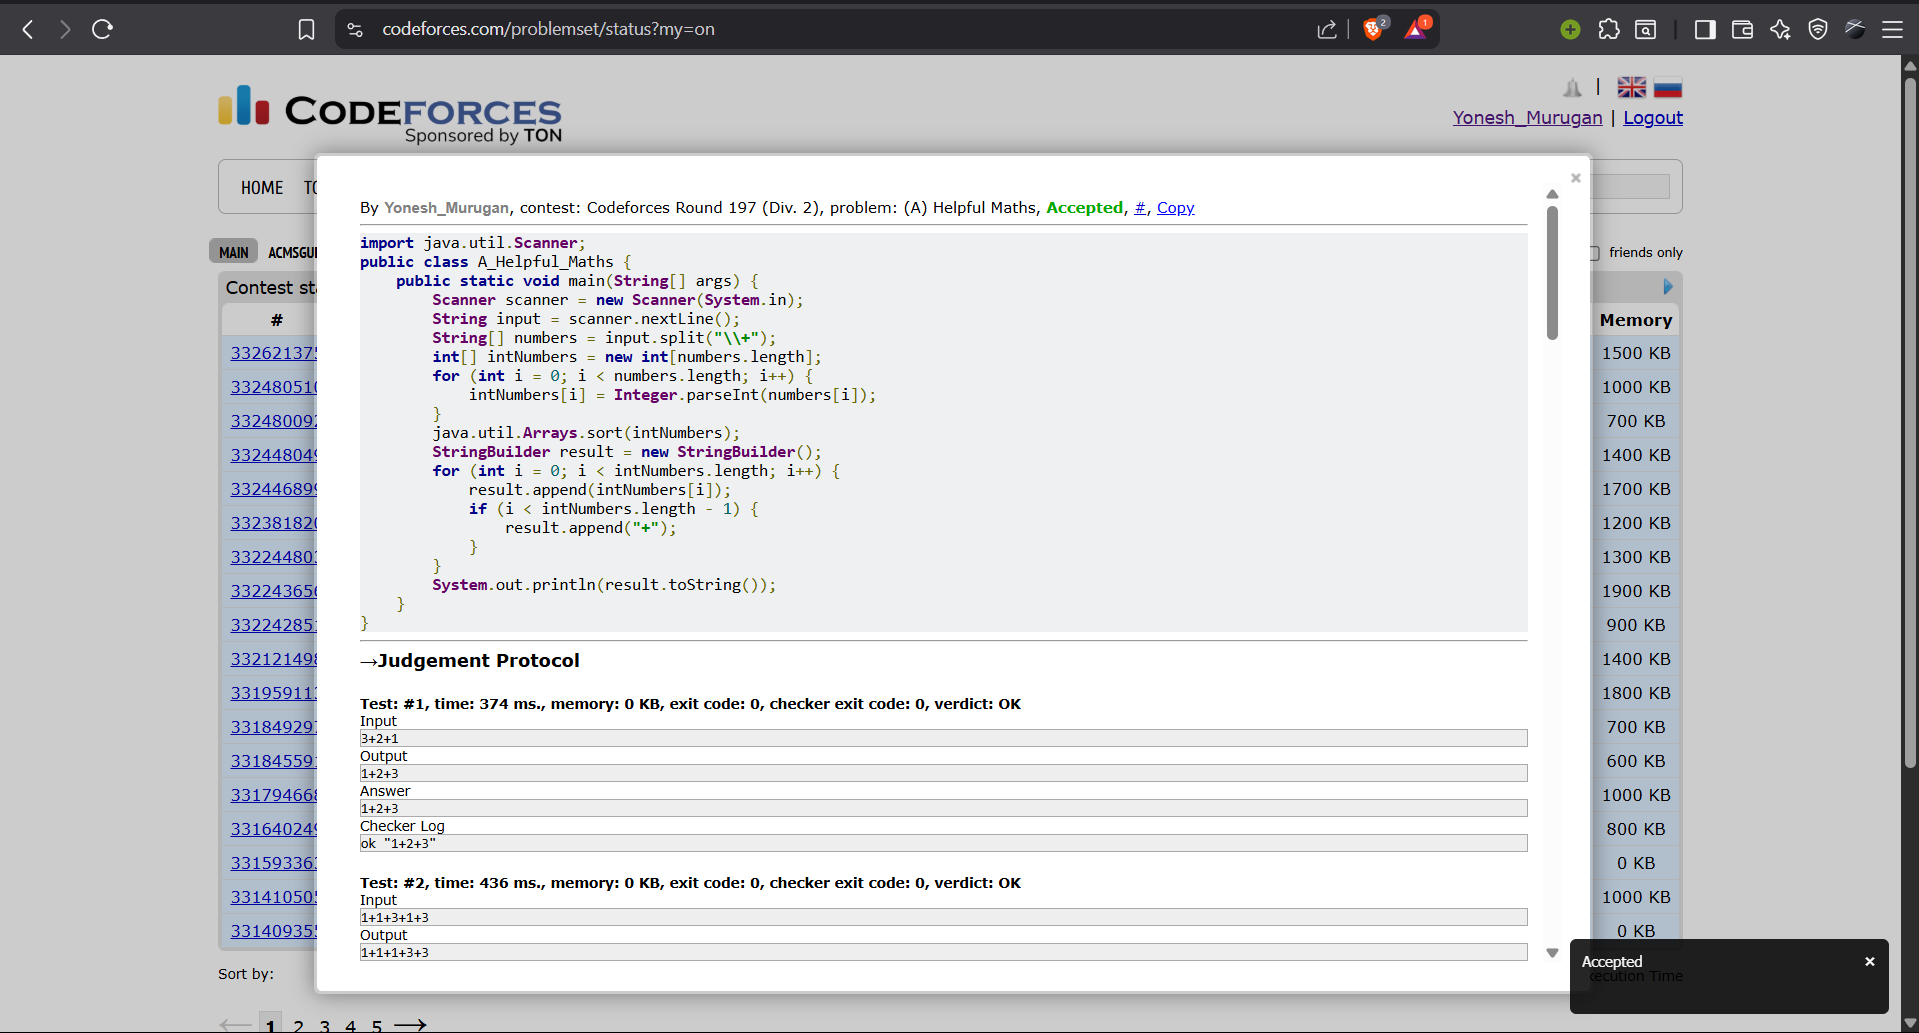 codeforces.com/problemset/status?my=on
2
1
CODEFORCES
Sponsored by TON
|
Yonesh_Murugan | Logout
HOME
MAIN
friends only
By Yonesh_Murugan, contest: Codeforces Round 197 (Div. 2), problem: (A) Helpful Maths, Accepted, #, Copy
import java.util.Scanner;
public class A_Helpful_Maths {
    public static void main(String[] args) {
        Scanner scanner = new Scanner(System.in);
        String input = scanner.nextLine();
        String[] numbers = input.split("\\+");
        int[] intNumbers = new int[numbers.length];
        for (int i = 0; i < numbers.length; i++) {
            intNumbers[i] = Integer.parseInt(numbers[i]);
        }
        java.util.Arrays.sort(intNumbers);
        StringBuilder result = new StringBuilder();
        for (int i = 0; i < intNumbers.length; i++) {
            result.append(intNumbers[i]);
            if (i < intNumbers.length - 1) {
                result.append("+");
            }
        }
        System.out.println(result.toString());
    }
}
→Judgement Protocol
Test: #1, time: 374 ms., memory: 0 KB, exit code: 0, checker exit code: 0, verdict: OK
Input
3+2+1
Output
1+2+3
Answer
1+2+3
Checker Log
ok "1+2+3"
Test: #2, time: 436 ms., memory: 0 KB, exit code: 0, checker exit code: 0, verdict: OK
Input
1+1+3+1+3
Output
1+1+1+3+3
Contest
#
33262137
33248051
33248009
33244804
33244689
33238182
33224480
33224365
33224285
33212149
33195911
33184929
33184559
33179466
33164024
33159336
33141050
33140935
Memory
1500 KB
1000 KB
700 KB
1400 KB
1700 KB
1200 KB
1300 KB
1900 KB
900 KB
1400 KB
1800 KB
700 KB
600 KB
1000 KB
800 KB
0 KB
1000 KB
0 KB
Sort by:
Time
Accepted
1 2 3 4 5